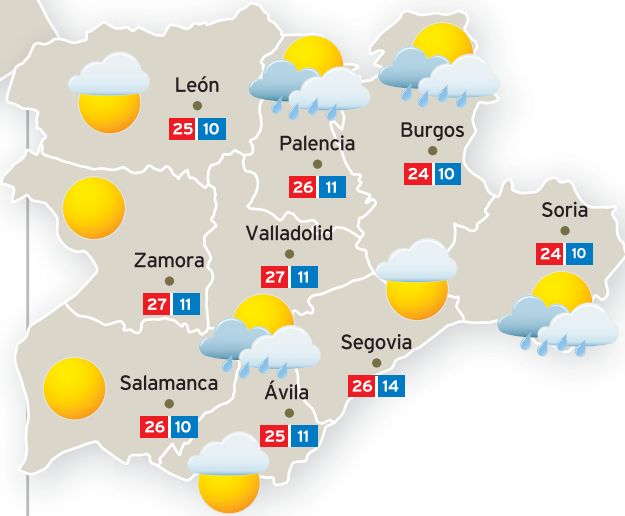 León
25 10
Palencia
26 11
Burgos
24 10
Soria
24 10
Valladolid
27 11
Zamora
27 11
Segovia
26 14
Salamanca
26 10
Ávila
25 11